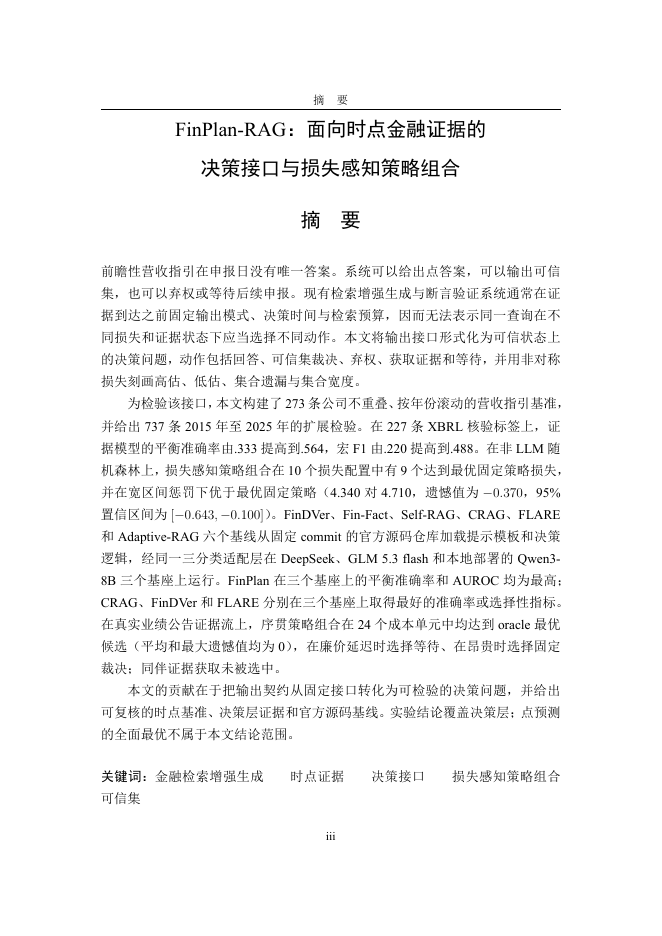 摘 要
FinPlan-RAG：面向时点金融证据的
决策接口与损失感知策略组合
摘 要
前瞻性营收指引在申报日没有唯一答案。系统可以给出点答案，可以输出可信
集，也可以弃权或等待后续申报。现有检索增强生成与断言验证系统通常在证
据到达之前固定输出模式、决策时间与检索预算，因而无法表示同一查询在不
同损失和证据状态下应当选择不同动作。本文将输出接口形式化为可信状态上
的决策问题，动作包括回答、可信集裁决、弃权、获取证据和等待，并用非对称
损失刻画高估、低估、集合遗漏与集合宽度。
为检验该接口，本文构建了 273 条公司不重叠、按年份滚动的营收指引基准，
并给出 737 条 2015 年至 2025 年的扩展检验。在 227 条 XBRL 核验标签上，证
据模型的平衡准确率由.333 提高到.564，宏 F1 由.220 提高到.488。在非 LLM 随
机森林上，损失感知策略组合在 10 个损失配置中有 9 个达到最优固定策略损失，
并在宽区间惩罚下优于最优固定策略（4.340 对 4.710，遗憾值为 −0.370，95%
置信区间为 [−0.643, −0.100]）。FinDVer、Fin-Fact、Self-RAG、CRAG、FLARE
和 Adaptive-RAG 六个基线从固定 commit 的官方源码仓库加载提示模板和决策
逻辑，经同一三分类适配层在 DeepSeek、GLM 5.3 flash 和本地部署的 Qwen3-
8B 三个基座上运行。FinPlan 在三个基座上的平衡准确率和 AUROC 均为最高；
CRAG、FinDVer 和 FLARE 分别在三个基座上取得最好的准确率或选择性指标。
在真实业绩公告证据流上，序贯策略组合在 24 个成本单元中均达到 oracle 最优
候选（平均和最大遗憾值均为 0），在廉价延迟时选择等待、在昂贵时选择固定
裁决；同伴证据获取未被选中。
本文的贡献在于把输出契约从固定接口转化为可检验的决策问题，并给出
可复核的时点基准、决策层证据和官方源码基线。实验结论覆盖决策层；点预测
的全面最优不属于本文结论范围。
关键词：金融检索增强生成 时点证据 决策接口 损失感知策略组合
可信集
iii